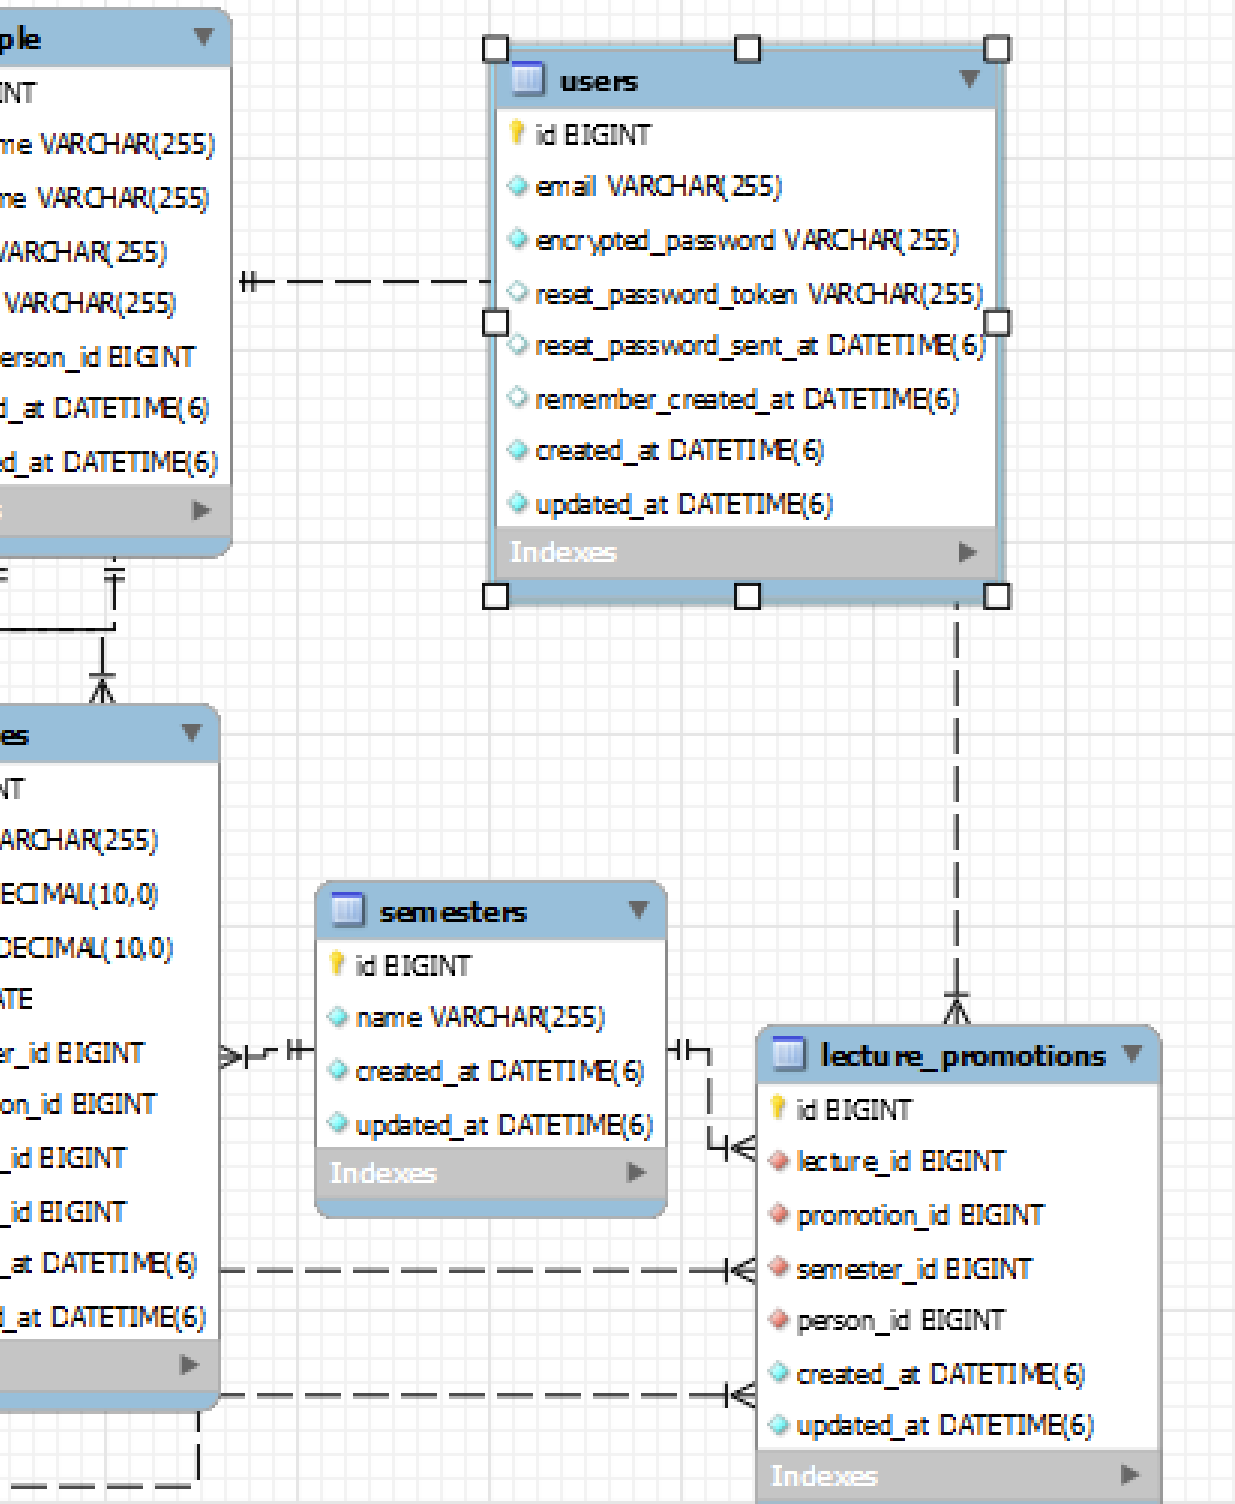 ple
INT
me VARCHAR(255)
me VARCHAR(255)
VARCHAR(255)
VARCHAR(255)
erson_id BIGINT
d_at DATETIME(6)
ed_at DATETIME(6)
s
users
id BIGINT
email VARCHAR(255)
encrypted_password VARCHAR(255)
reset_password_token VARCHAR(255)
reset_password_sent_at DATETIME(6)
remember_created_at DATETIME(6)
created_at DATETIME(6)
updated_at DATETIME(6)
Indexes
es
NT
ARCHAR(255)
ECIMAL(10,0)
DECIMAL(10,0)
ATE
er_id BIGINT
on_id BIGINT
_id BIGINT
_id BIGINT
_at DATETIME(6)
d_at DATETIME(6)
semesters
id BIGINT
name VARCHAR(255)
created_at DATETIME(6)
updated_at DATETIME(6)
Indexes
lecture_promotions
id BIGINT
lecture_id BIGINT
promotion_id BIGINT
semester_id BIGINT
person_id BIGINT
created_at DATETIME(6)
updated_at DATETIME(6)
Indexes